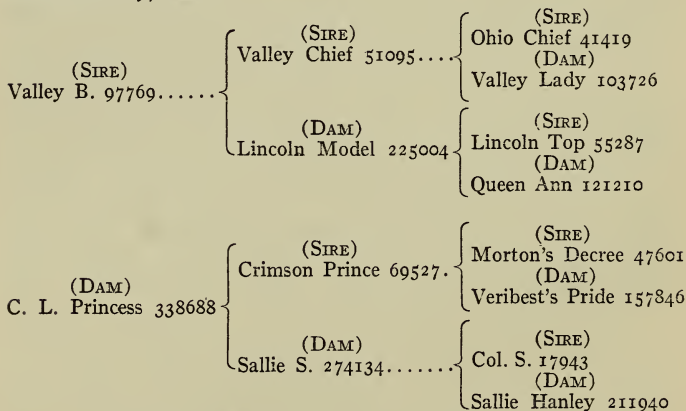 (SIRE)
Ohio Chief 41419
(SIRE)
Valley Chief 51095....
(DAM)
Valley Lady 103726
(SIRE)
Valley B. 97769......
(SIRE)
Lincoln Top 55287
(DAM)
Lincoln Model 225004
(DAM)
Queen Ann 121210
(SIRE)
Morton's Decree 47601
(SIRE)
Crimson Prince 69527.
(DAM)
Veribest's Pride 157846
(DAM)
C. L. Princess 338688
(SIRE)
Col. S. 17943
(DAM)
Sallie S. 274134.......
(DAM)
Sallie Hanley 211940